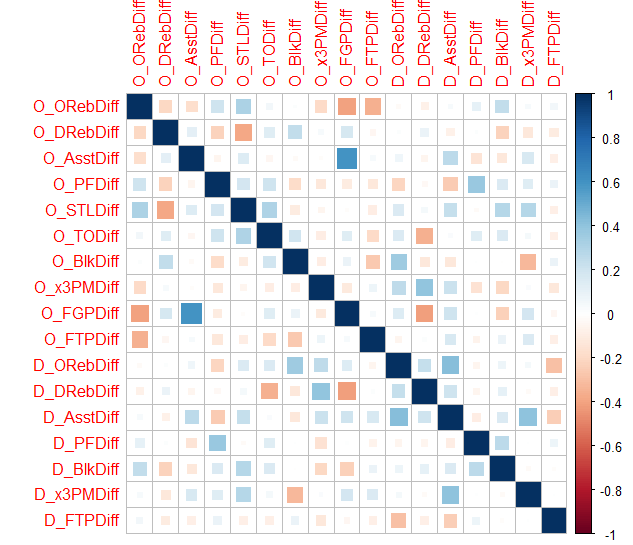 O_ORebDiff
O_DRebDiff
O_AsstDiff
O_PFDiff
O_STLDiff
O_TODiff
O_BlkDiff
O_x3PMDiff
O_FGPDiff
O_FTPDiff
D_ORebDiff
D_DRebDiff
D_AsstDiff
D_PFDiff
D_BlkDiff
D_x3PMDiff
D_FTPDiff
O_ORebDiff
O_DRebDiff
O_AsstDiff
O_PFDiff
O_STLDiff
O_TODiff
O_BlkDiff
O_x3PMDiff
O_FGPDiff
O_FTPDiff
D_ORebDiff
D_DRebDiff
D_AsstDiff
D_PFDiff
D_BlkDiff
D_x3PMDiff
D_FTPDiff
1
0.8
0.6
0.4
0.2
0
-0.2
-0.4
-0.6
-0.8
-1